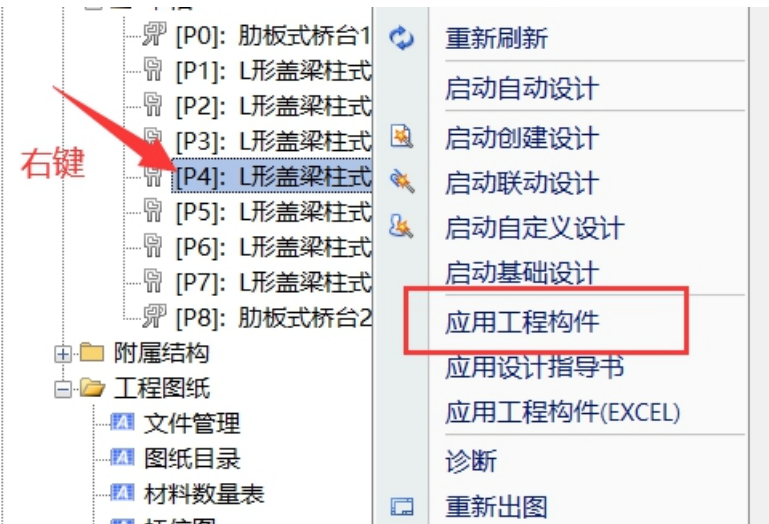 [P0]: 肋板式桥台1
[P1]: L形盖梁柱式
[P2]: L形盖梁柱式
[P3]: L形盖梁柱式
右键
[P4]: L形盖梁柱式
[P5]: L形盖梁柱式
[P6]: L形盖梁柱式
[P7]: L形盖梁柱式
[P8]: 肋板式桥台2
附属结构
工程图纸
文件管理
图纸目录
材料数量表
重新刷新
启动自动设计
启动创建设计
启动联动设计
启动自定义设计
启动基础设计
应用工程构件
应用设计指导书
应用工程构件(EXCEL)
诊断
重新出图